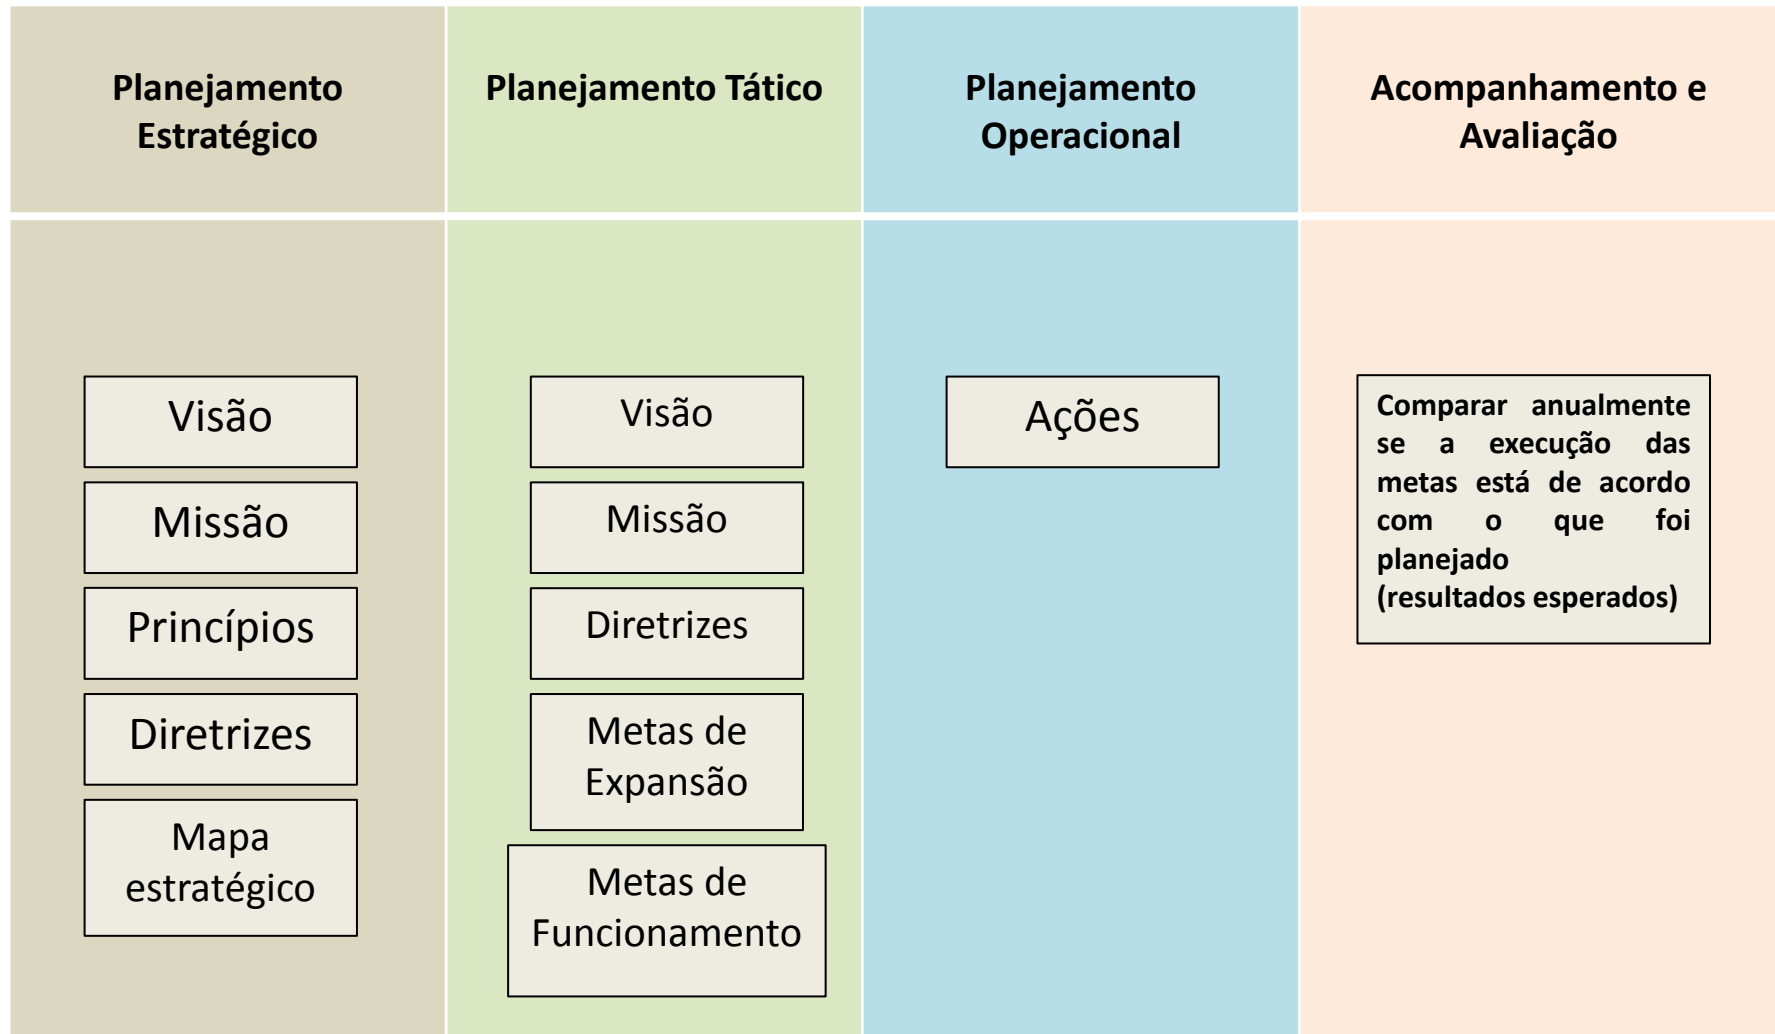 Planejamento
Estratégico
Planejamento Tático
Planejamento
Operacional
Acompanhamento e
Avaliação
Visão
Missão
Princípios
Diretrizes
Mapa
estratégico
Visão
Missão
Diretrizes
Metas de
Expansão
Metas de
Funcionamento
Ações
Comparar anualmente
se a execução das
metas está de acordo
com o que foi
planejado
(resultados esperados)